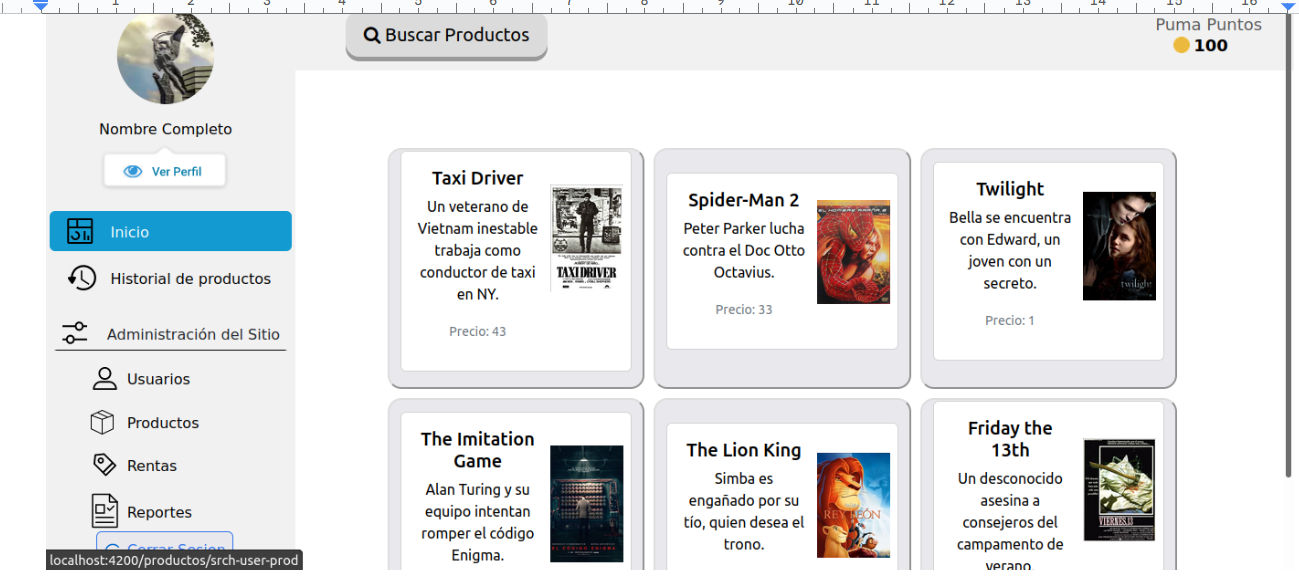 1 2 3 4 5 6 7 8 9 10 11 12 13 14 15 16
Buscar Productos
Puma Puntos
100
Nombre Completo
Ver Perfil
Inicio
Historial de productos
Administración del Sitio
Usuarios
Productos
Rentas
Reportes
Cerrar Sesion
localhost:4200/productos/srch-user-prod
Taxi Driver
Un veterano de
Vietnam inestable
trabaja como
conductor de taxi
en NY.
Precio: 43
TAXI DRIVER
Spider-Man 2
Peter Parker lucha
contra el Doc Otto
Octavius.
Precio: 33
EL HOMBRE ARAÑA 2
Twilight
Bella se encuentra
con Edward, un
joven con un
secreto.
Precio: 1
twilight
The Imitation
Game
Alan Turing y su
equipo intentan
romper el código
Enigma.
EL CÓDIGO ENIGMA
The Lion King
Simba es
engañado por su
tío, quien desea el
trono.
REY LEÓN
Friday the
13th
Un desconocido
asesina a
consejeros del
campamento de
verano.
VIERNES 13